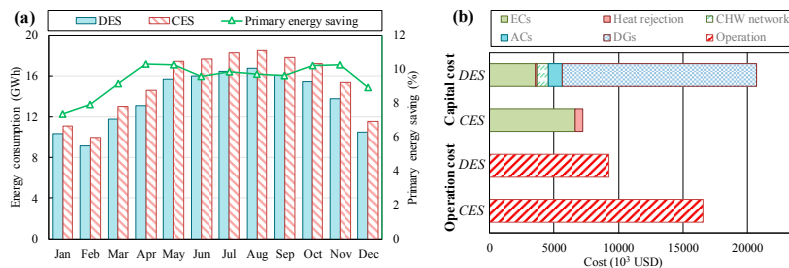 (a)
DES CES Primary energy saving
Energy consumption (GWh)
20
16
12
8
4
0
Jan Feb Mar Apr May Jun Jul Aug Sep Oct Nov Dec
12
10
8
6
4
2
0
Primary energy saving (%)
(b)
ECs Heat rejection CHW network
ACs DGs Operation
Capital cost
DES
CES
Operation cost
DES
CES
0 5000 10000 15000 20000
Cost (10³ USD)